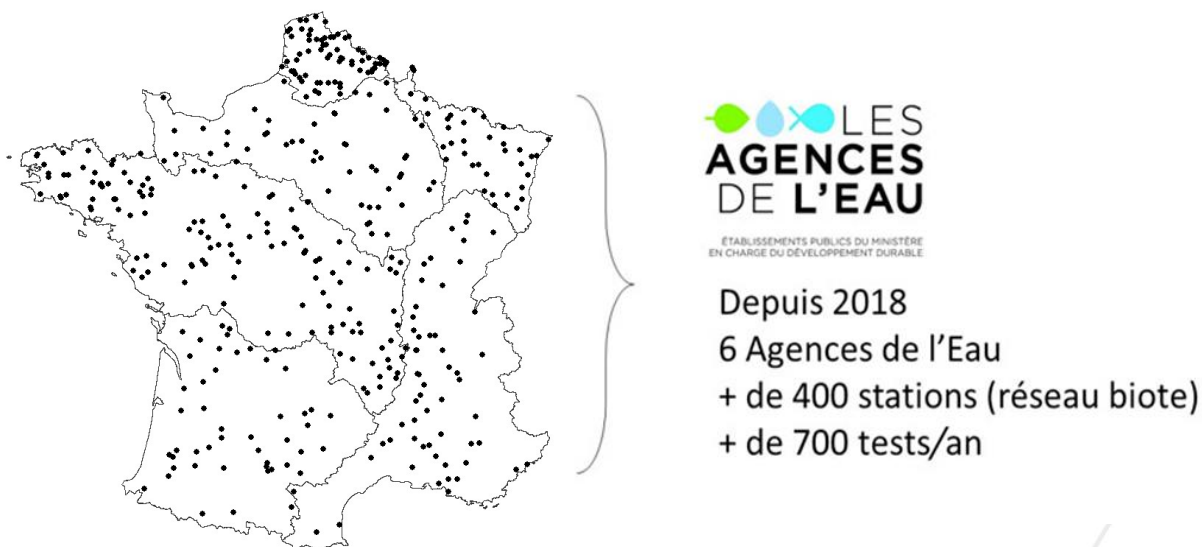 LES
AGENCES
DE L'EAU
ÉTABLISSEMENTS PUBLICS DU MINISTÈRE
EN CHARGE DU DÉVELOPPEMENT DURABLE
Depuis 2018
6 Agences de l'Eau
+ de 400 stations (réseau biote)
+ de 700 tests/an